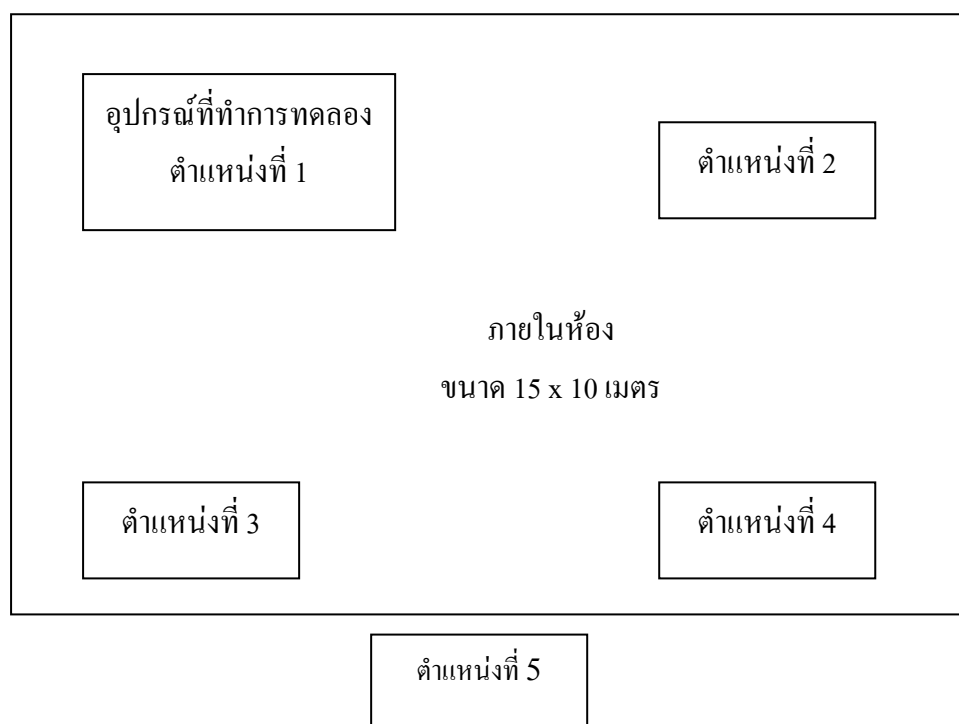 อุปกรณ์ที่ทำการทดลอง
ตำแหน่งที่ 1
ตำแหน่งที่ 2
ภายในห้อง
ขนาด 15 x 10 เมตร
ตำแหน่งที่ 3
ตำแหน่งที่ 4
ตำแหน่งที่ 5